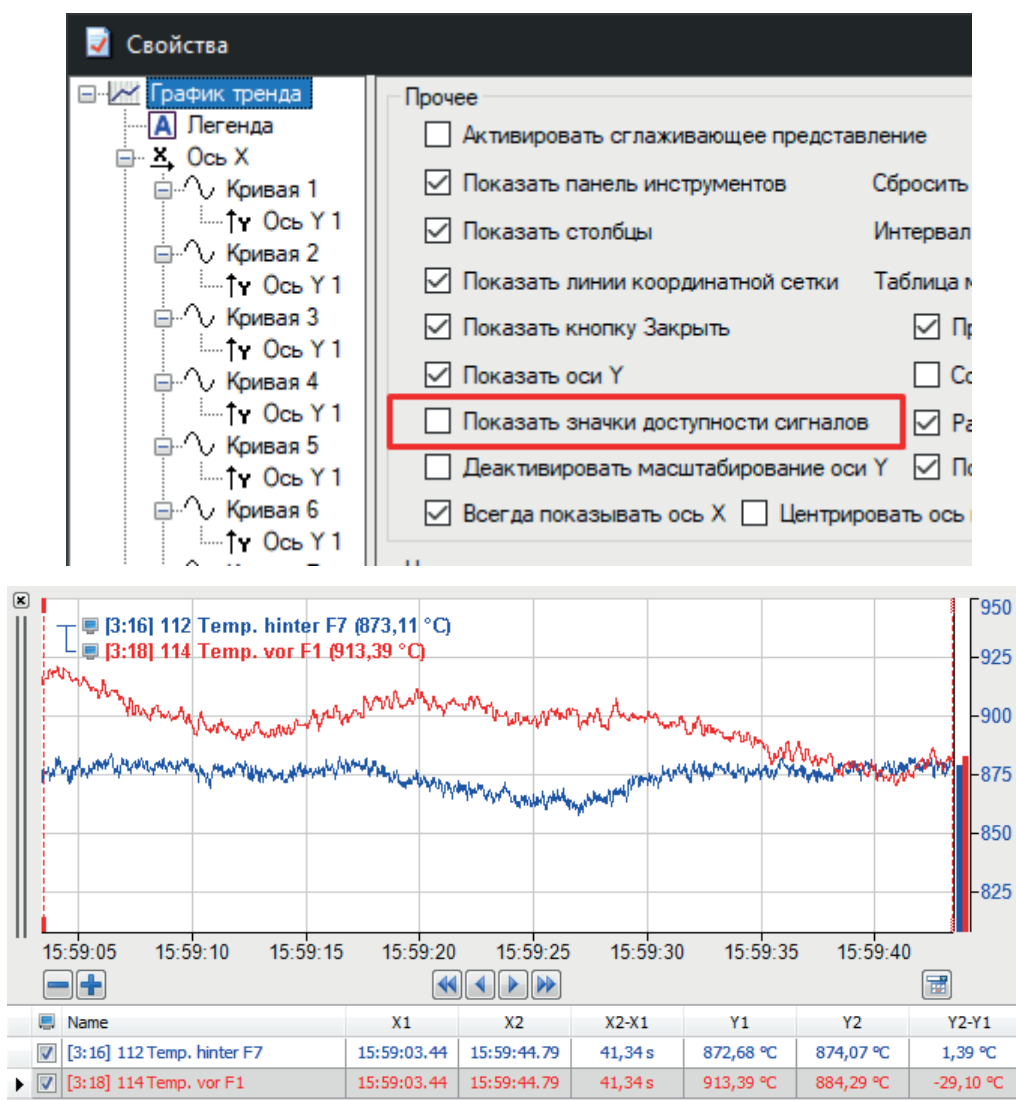 Свойства
График тренда
Легенда
Ось X
Кривая 1
Ось Y 1
Кривая 2
Ось Y 1
Кривая 3
Ось Y 1
Кривая 4
Ось Y 1
Кривая 5
Ось Y 1
Кривая 6
Ось Y 1
Прочее
Активировать сглаживающее представление
Показать панель инструментов Сбросить
Показать столбцы Интервал
Показать линии координатной сетки Таблица
Показать кнопку Закрыть
Показать оси Y
Показать значки доступности сигналов
Деактивировать масштабирование оси Y
Всегда показывать ось X Центрировать ось
[3:16] 112 Temp. hinter F7 (873,11 °C)
[3:18] 114 Temp. vor F1 (913,39 °C)
950
925
900
875
850
825
15:59:05 15:59:10 15:59:15 15:59:20 15:59:25 15:59:30 15:59:35 15:59:40
Name X1 X2 X2-X1 Y1 Y2 Y2-Y1
[3:16] 112 Temp. hinter F7 15:59:03.44 15:59:44.79 41,34 s 872,68 °C 874,07 °C 1,39 °C
[3:18] 114 Temp. vor F1 15:59:03.44 15:59:44.79 41,34 s 913,39 °C 884,29 °C -29,10 °C